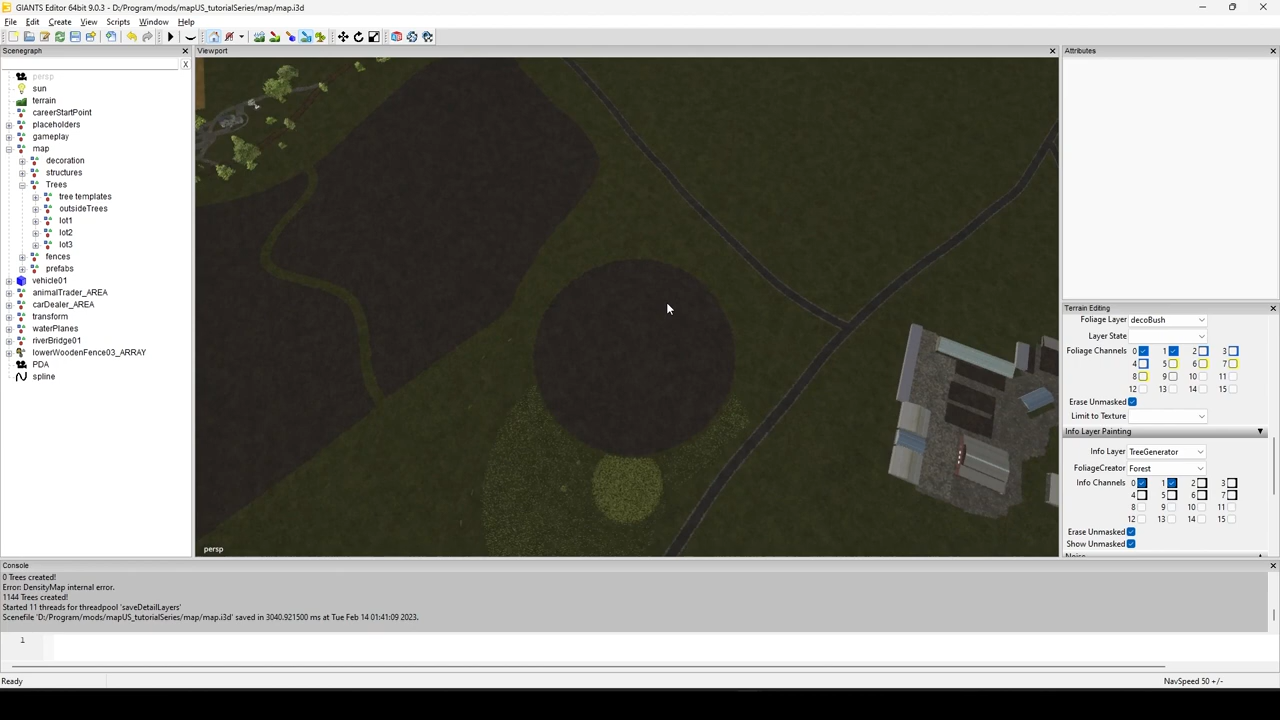 GIANTS Editor 64bit 9.0.3 - D:/Program/mods/mapUS_tutorialSeries/map/map.i3d
File Edit Create View Scripts Window Help
Scenegraph
X
persp
sun
terrain
careerStartPoint
placeholders
gameplay
map
decoration
structures
Trees
tree templates
outsideTrees
lot1
lot2
lot3
fences
prefabs
vehicle01
animalTrader_AREA
carDealer_AREA
transform
waterPlanes
riverBridge01
lowerWoodenFence03_ARRAY
PDA
spline
Viewport
persp
Attributes
Terrain Editing
Foliage Layer decoBush
Layer State
Foliage Channels 0 1 2 3
4 5 6 7
8 9 10 11
12 13 14 15
Erase Unmasked
Limit to Texture
Info Layer Painting
Info Layer TreeGenerator
FoliageCreator Forest
Info Channels 0 1 2 3
4 5 6 7
8 9 10 11
12 13 14 15
Erase Unmasked
Show Unmasked
Noise
Console
0 Trees created!
Error: DensityMap internal error.
1144 Trees created!
Started 11 threads for threadpool 'saveDetailLayers'
Scenefile 'D:/Program/mods/mapUS_tutorialSeries/map/map.i3d' saved in 3040.921500 ms at Tue Feb 14 01:41:09 2023.
1
Ready
NavSpeed 50 +/-